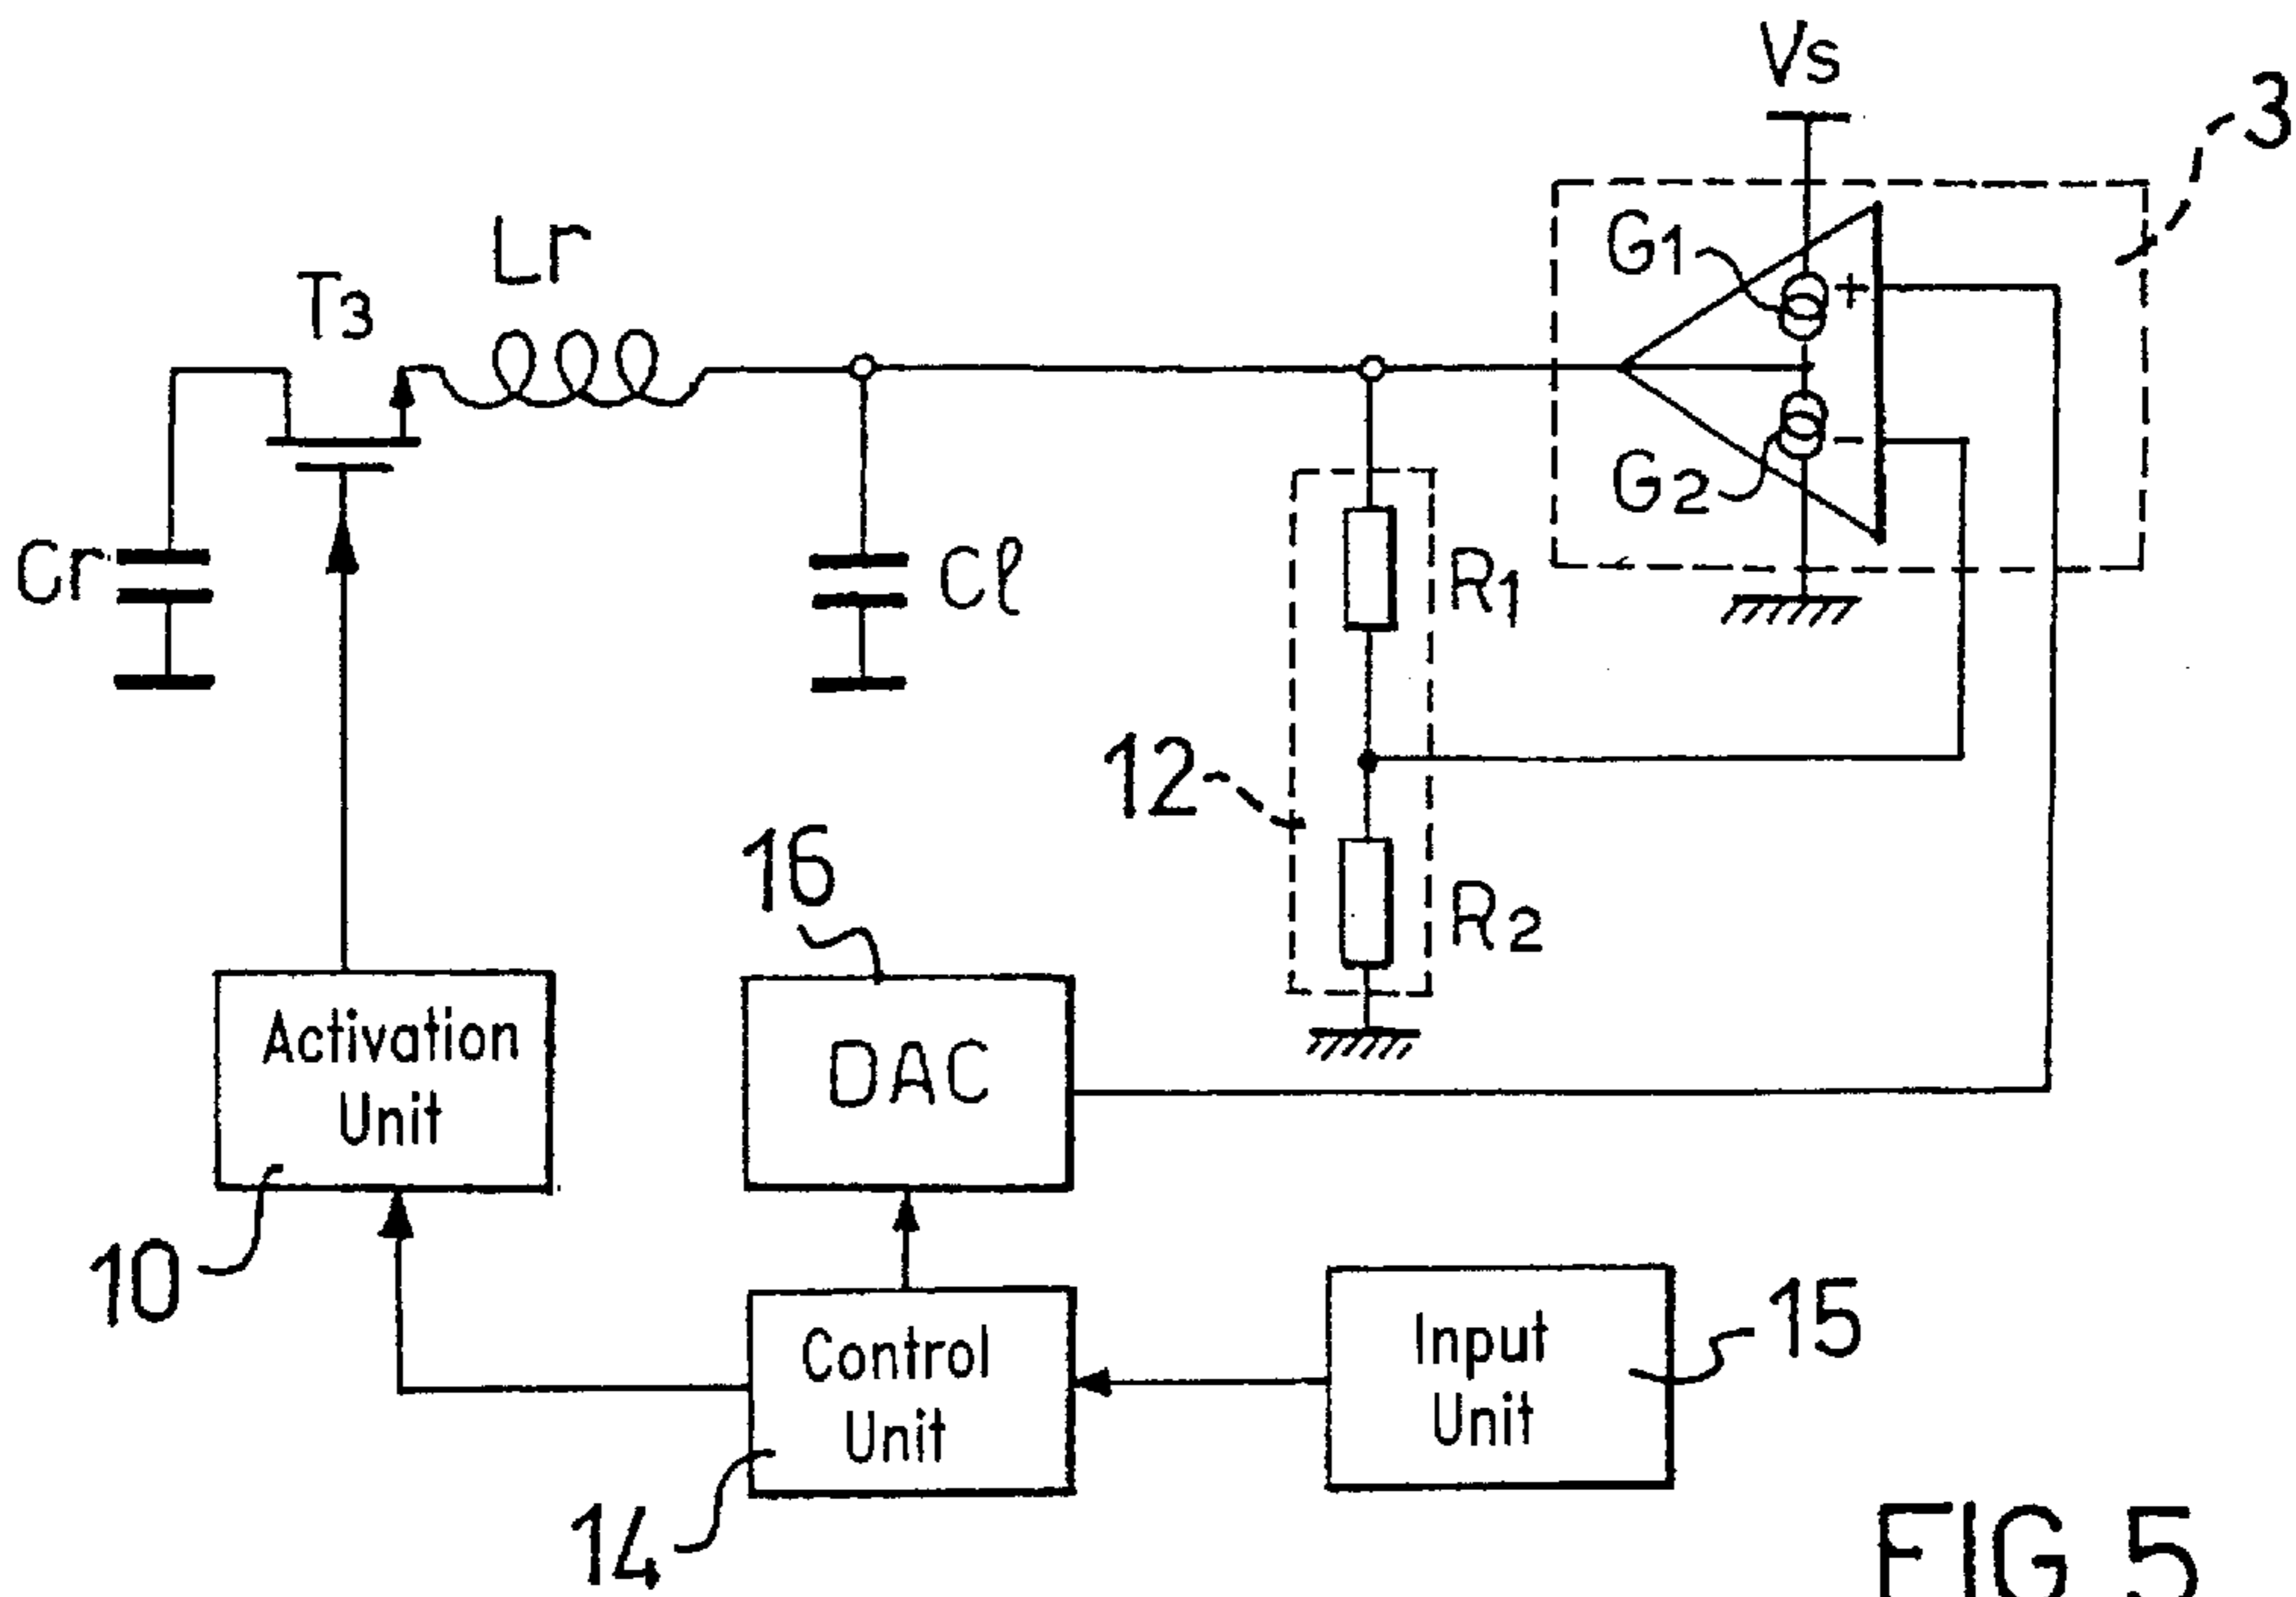 Vs
3
G1
Lr
T3
G2
Cr
Cl
R1
12
16
R2
Activation
Unit
DAC
10
Control
Unit
Input
Unit
15
14
FIG.5